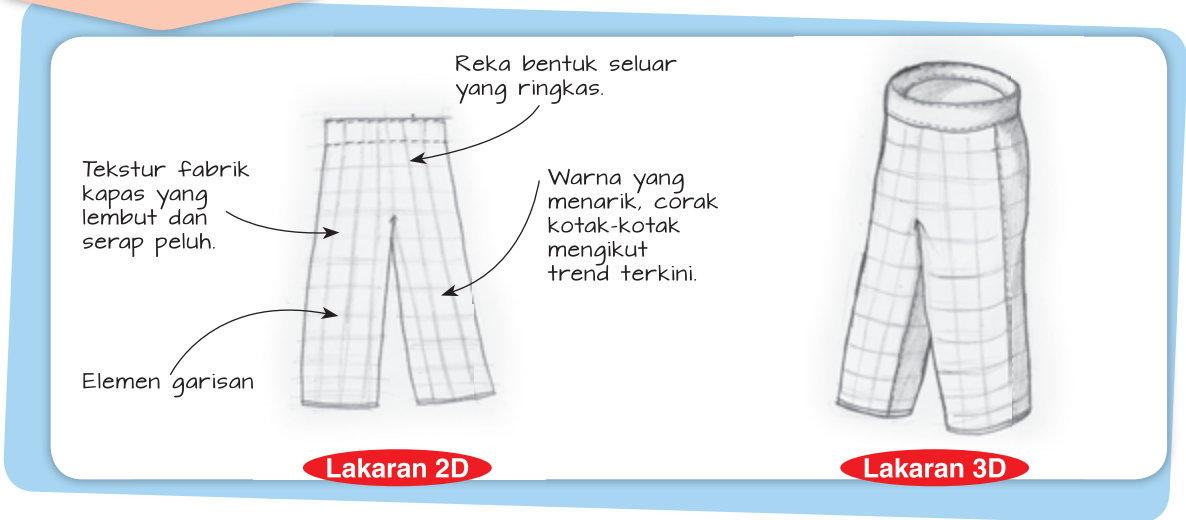 Reka bentuk seluar
yang ringkas.
Tekstur fabrik
kapas yang
lembut dan
serap peluh.
Warna yang
menarik, corak
kotak-kotak
mengikut
trend terkini.
Elemen garisan
Lakaran 2D
Lakaran 3D